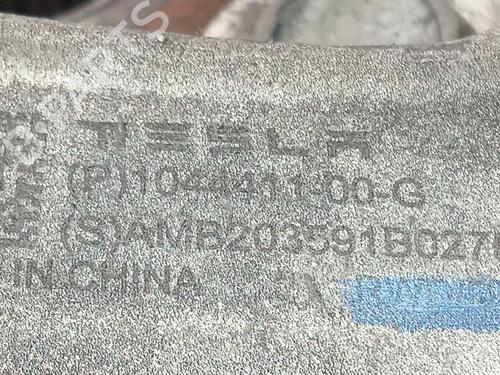 TESLA
(P)1044411-00-G
(S)AMB203591B027
IN CHINA